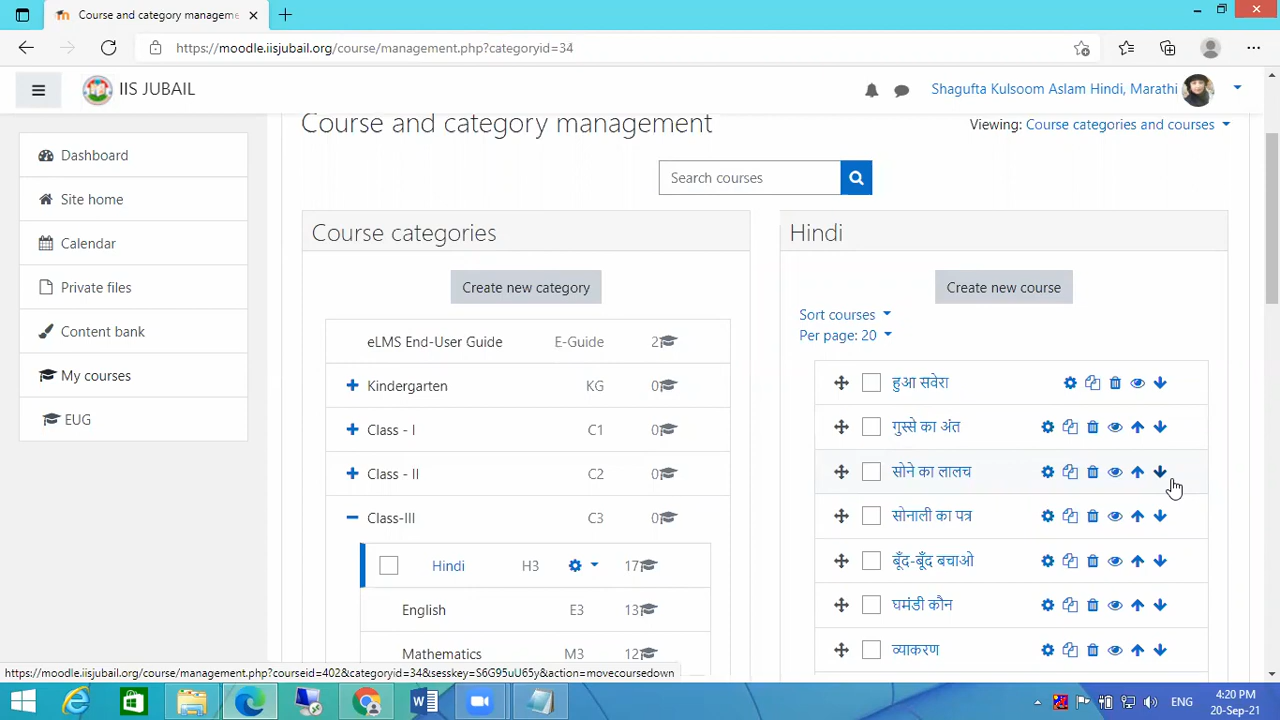 Course and category manageme
https://moodle.iisjubail.org/course/management.php?categoryid=34
IIS JUBAIL
Shagufta Kulsoom Aslam Hindi, Marathi
Dashboard
Site home
Calendar
Private files
Content bank
My courses
EUG
Course and category management
Viewing: Course categories and courses
Search courses
Course categories
Create new category
eLMS End-User Guide E-Guide 2
Kindergarten KG 0
Class - I C1 0
Class - II C2 0
Class-III C3 0
Hindi H3 17
English E3 13
Mathematics M3 12
Hindi
Create new course
Sort courses
Per page: 20
हुआ सवेरा
गुस्से का अंत
सोने का लालच
सोनाली का पत्र
बूँद-बूँद बचाओ
घमंडी कौन
व्याकरण
https://moodle.iisjubail.org/course/management.php?courseid=402&categoryid=34&sesskey=S6G95uU65y&action=movecoursedown
ENG
4:20 PM
20-Sep-21